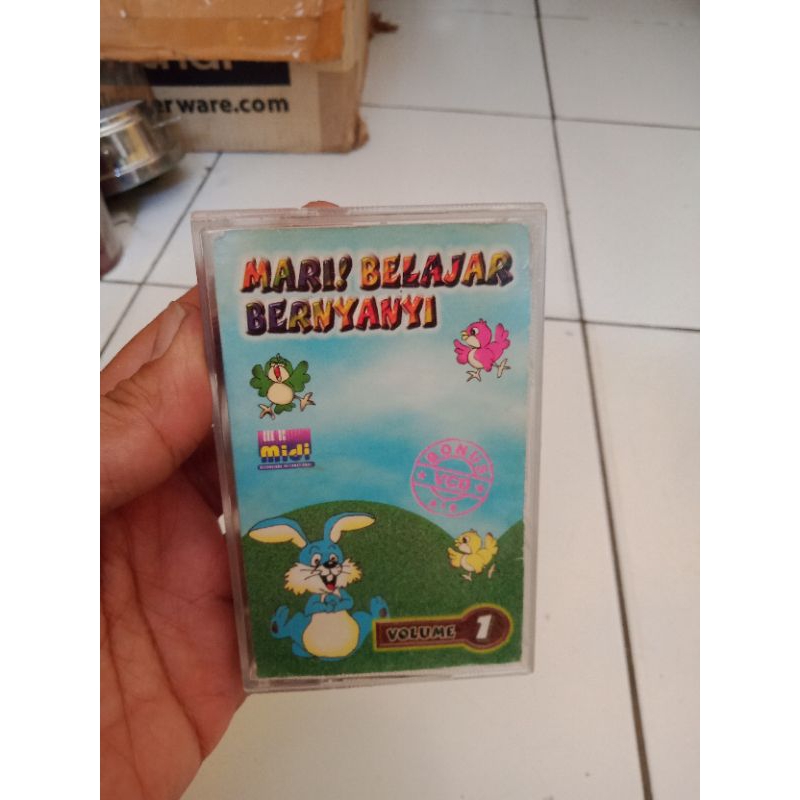 erware.com
MARI! BELAJAR
BERNYANYI
midi
BONUS
VCD
VOLUME 1